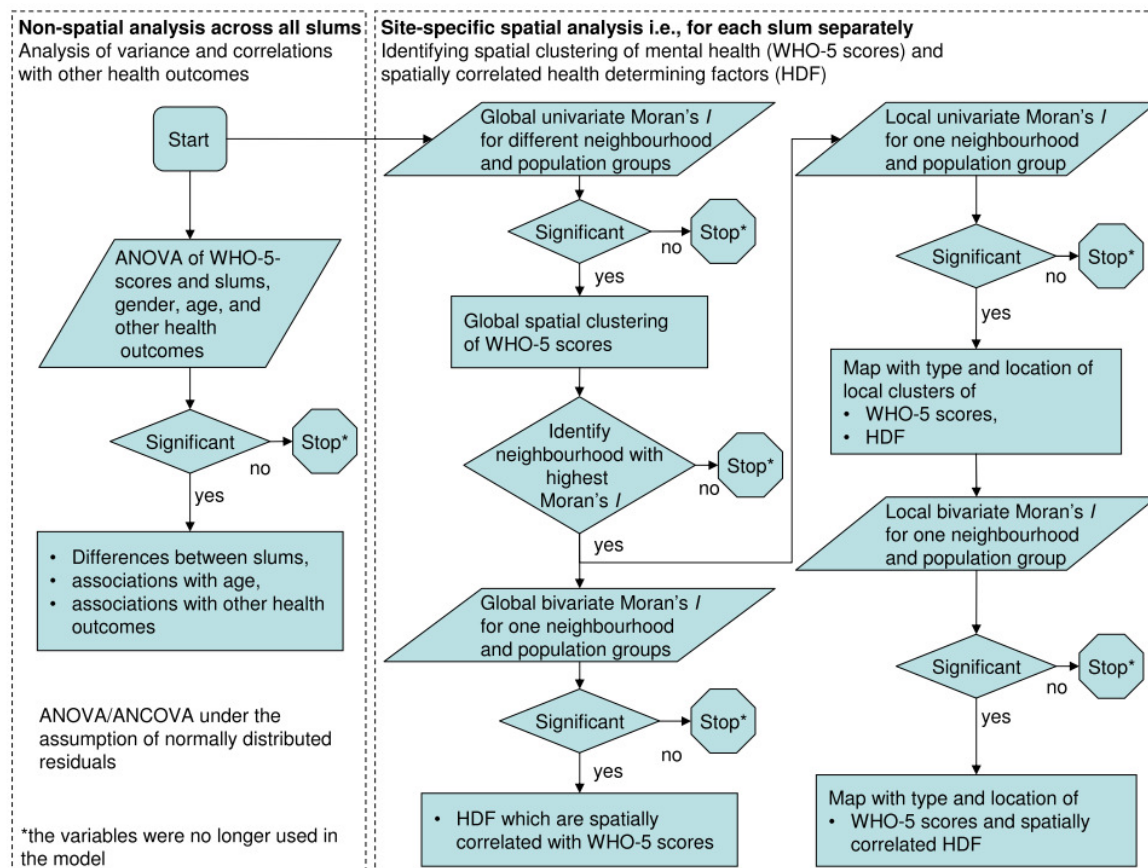 Non-spatial analysis across all slums
Analysis of variance and correlations
with other health outcomes
Start
ANOVA of WHO-5-
scores and slums,
gender, age, and
other health
outcomes
Significant
no
Stop*
yes
• Differences between slums,
• associations with age,
• associations with other health
outcomes
ANOVA/ANCOVA under the
assumption of normally distributed
residuals
*the variables were no longer used in
the model
Site-specific spatial analysis i.e., for each slum separately
Identifying spatial clustering of mental health (WHO-5 scores) and
spatially correlated health determining factors (HDF)
Global univariate Moran's I
for different neighbourhood
and population groups
Significant
no
Stop*
yes
Global spatial clustering
of WHO-5 scores
Identify
neighbourhood with
highest
Moran's I
no
Stop*
yes
Global bivariate Moran's I
for one neighbourhood
and population groups
Significant
no
Stop*
yes
• HDF which are spatially
correlated with WHO-5 scores
Local univariate Moran's I
for one neighbourhood
and population group
Significant
no
Stop*
yes
Map with type and location of
local clusters of
• WHO-5 scores,
• HDF
Local bivariate Moran's I
for one neighbourhood
and population group
Significant
no
Stop*
yes
Map with type and location of
• WHO-5 scores and spatially
correlated HDF